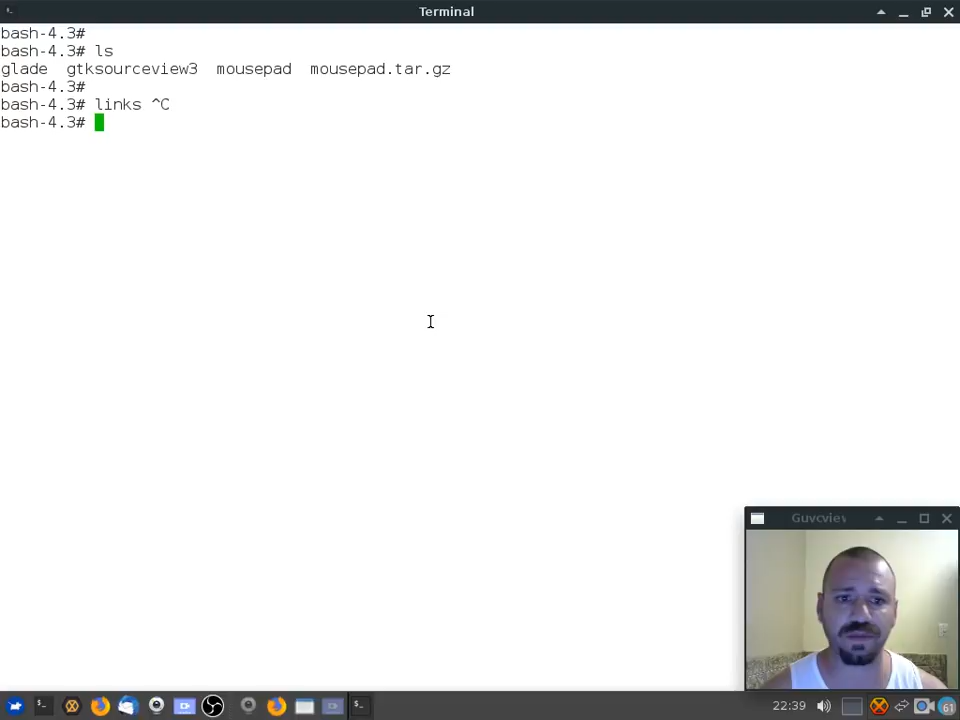 Terminal
bash-4.3#
bash-4.3# ls
glade  gtksourceview3  mousepad  mousepad.tar.gz
bash-4.3#
bash-4.3# links ^C
bash-4.3#
Guvcview
22:39
61